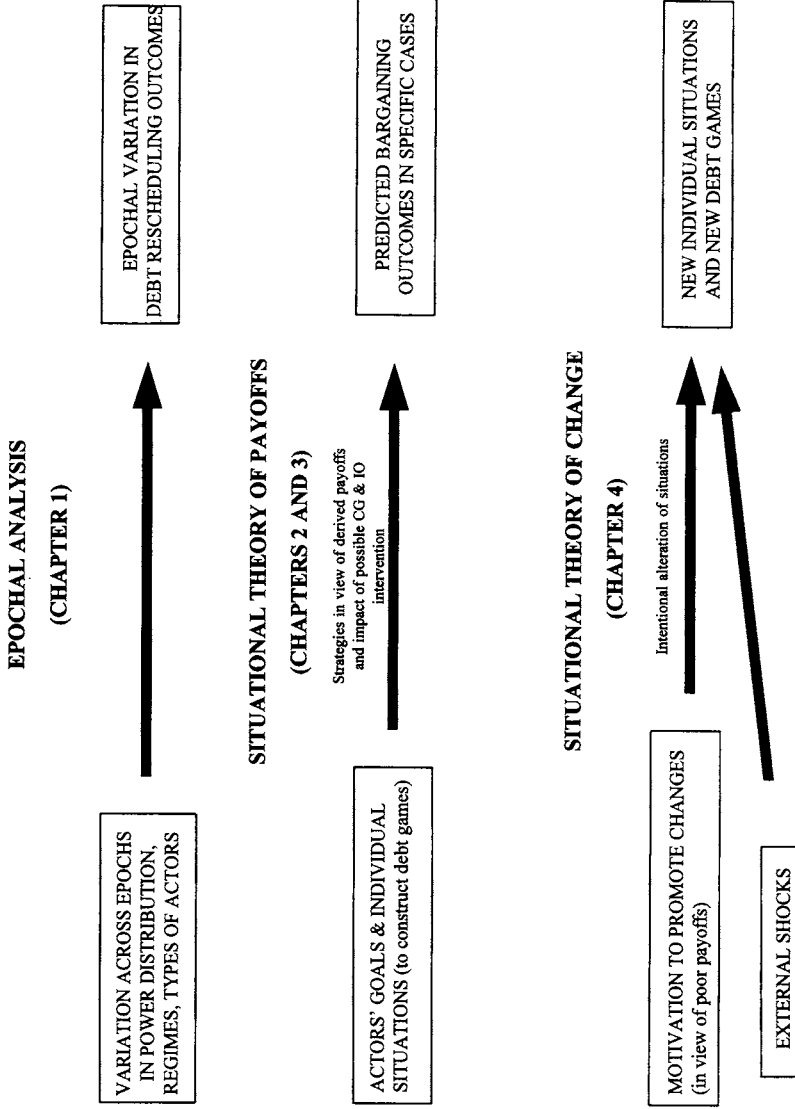 EPOCHAL ANALYSIS
(CHAPTER 1)
VARIATION ACROSS EPOCHS
IN POWER DISTRIBUTION,
REGIMES, TYPES OF ACTORS
EPOCHAL VARIATION IN
DEBT RESCHEDULING OUTCOMES
SITUATIONAL THEORY OF PAYOFFS
(CHAPTERS 2 AND 3)
ACTORS' GOALS & INDIVIDUAL
SITUATIONS (to construct debt games)
Strategies in view of derived payoffs
and impact of possible CG & IO
intervention
PREDICTED BARGAINING
OUTCOMES IN SPECIFIC CASES
SITUATIONAL THEORY OF CHANGE
(CHAPTER 4)
MOTIVATION TO PROMOTE CHANGES
(in view of poor payoffs)
Intentional alteration of situations
NEW INDIVIDUAL SITUATIONS
AND NEW DEBT GAMES
EXTERNAL SHOCKS